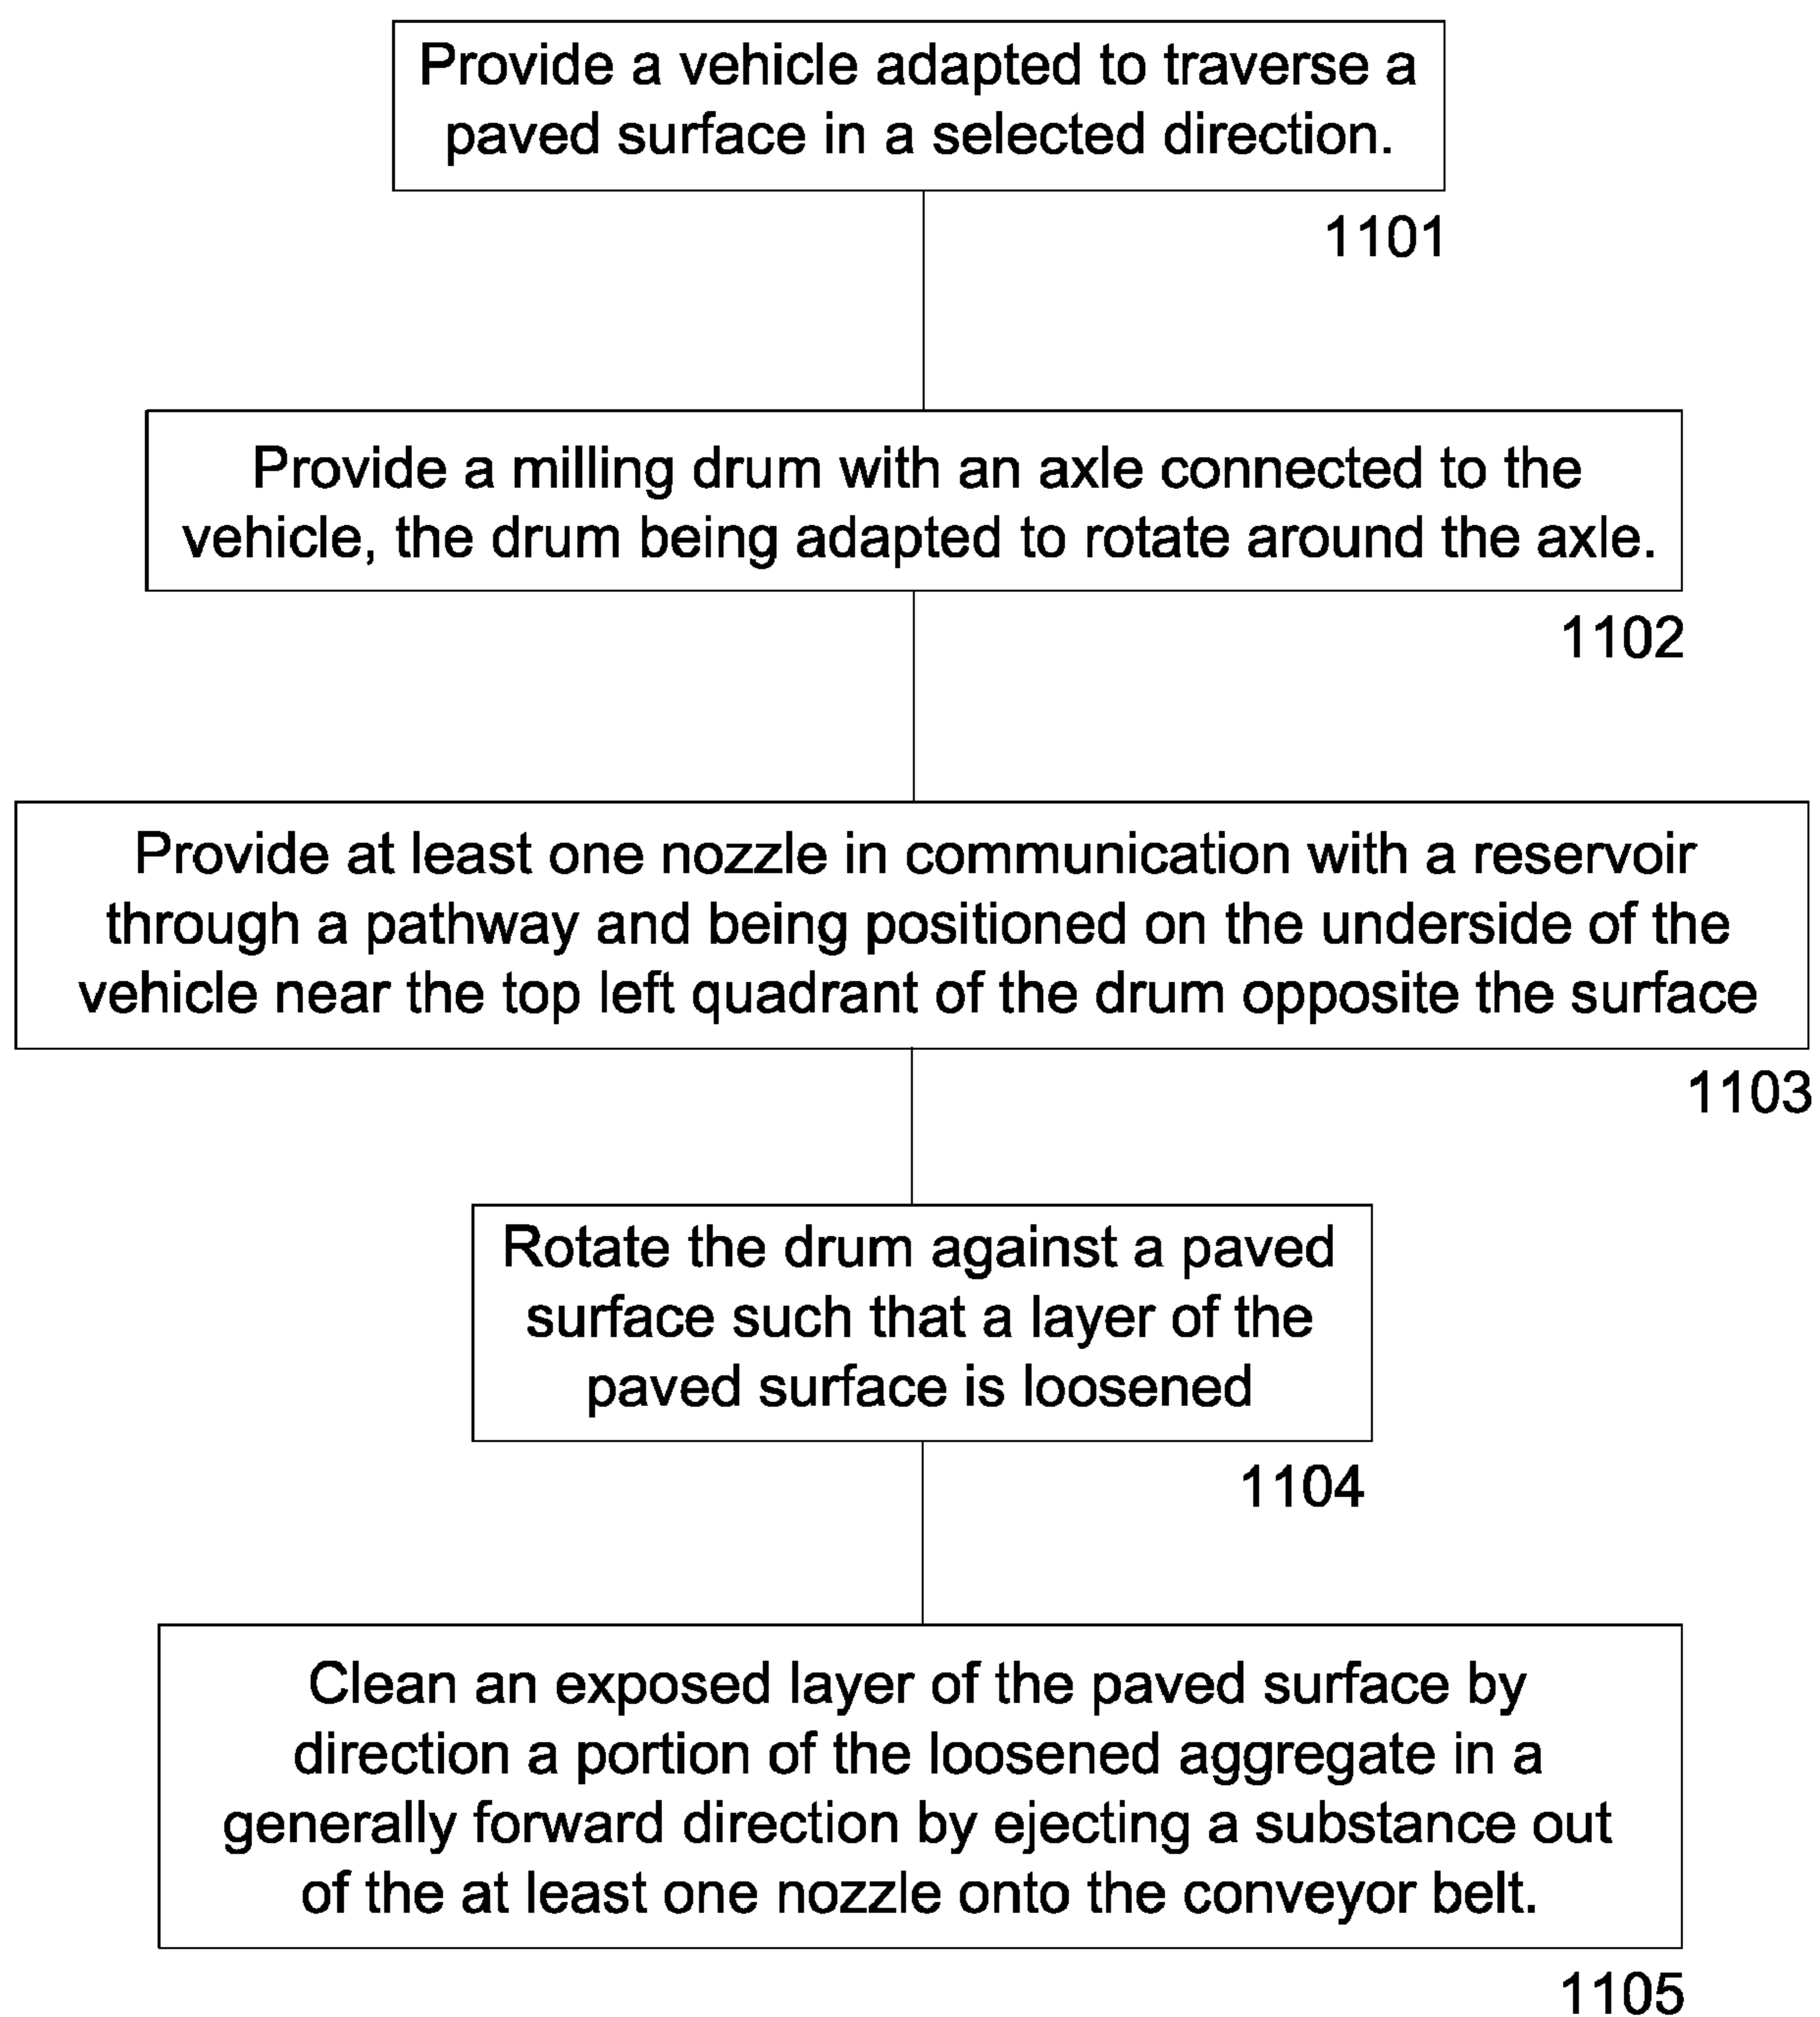 Provide a vehicle adapted to traverse a
paved surface in a selected direction.
1101
Provide a milling drum with an axle connected to the
vehicle, the drum being adapted to rotate around the axle.
1102
Provide at least one nozzle in communication with a reservoir
through a pathway and being positioned on the underside of the
vehicle near the top left quadrant of the drum opposite the surface
1103
Rotate the drum against a paved
surface such that a layer of the
paved surface is loosened
1104
Clean an exposed layer of the paved surface by
direction a portion of the loosened aggregate in a
generally forward direction by ejecting a substance out
of the at least one nozzle onto the conveyor belt.
1105